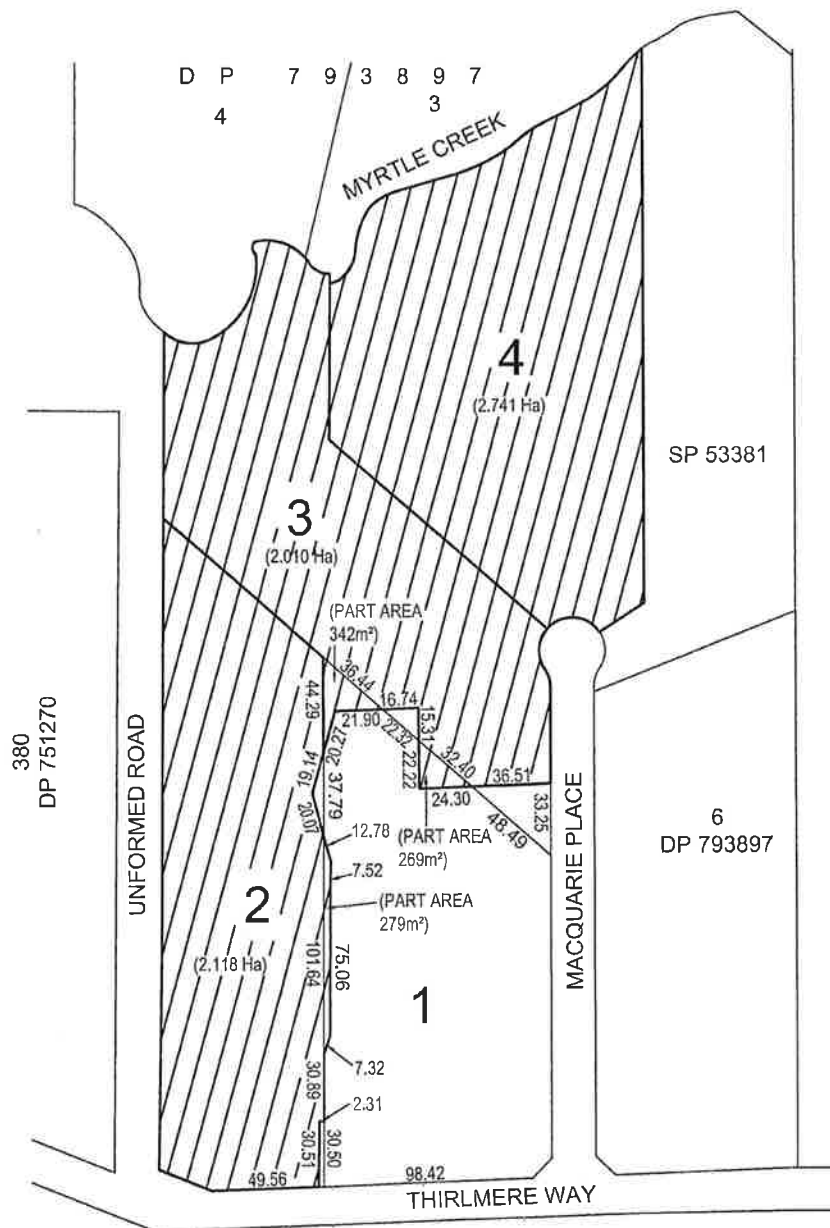 D P 7 9 3 8 9 7
4
3
MYRTLE CREEK
4
(2.741 Ha)
SP 53381
3
(2.010 Ha)
(PART AREA
342m²)
36.44
16.74
44.29
21.90
15.31
22.32
20.27
22.22
32.40
36.51
19.14
37.79
24.30
33.25
20.07
12.78
48.49
(PART AREA
269m²)
7.52
(PART AREA
279m²)
380
DP 751270
UNFORMED ROAD
2
(2.118 Ha)
101.64
75.06
1
MACQUARIE PLACE
6
DP 793897
7.32
30.89
2.31
30.51
30.50
49.56
98.42
THIRLMERE WAY